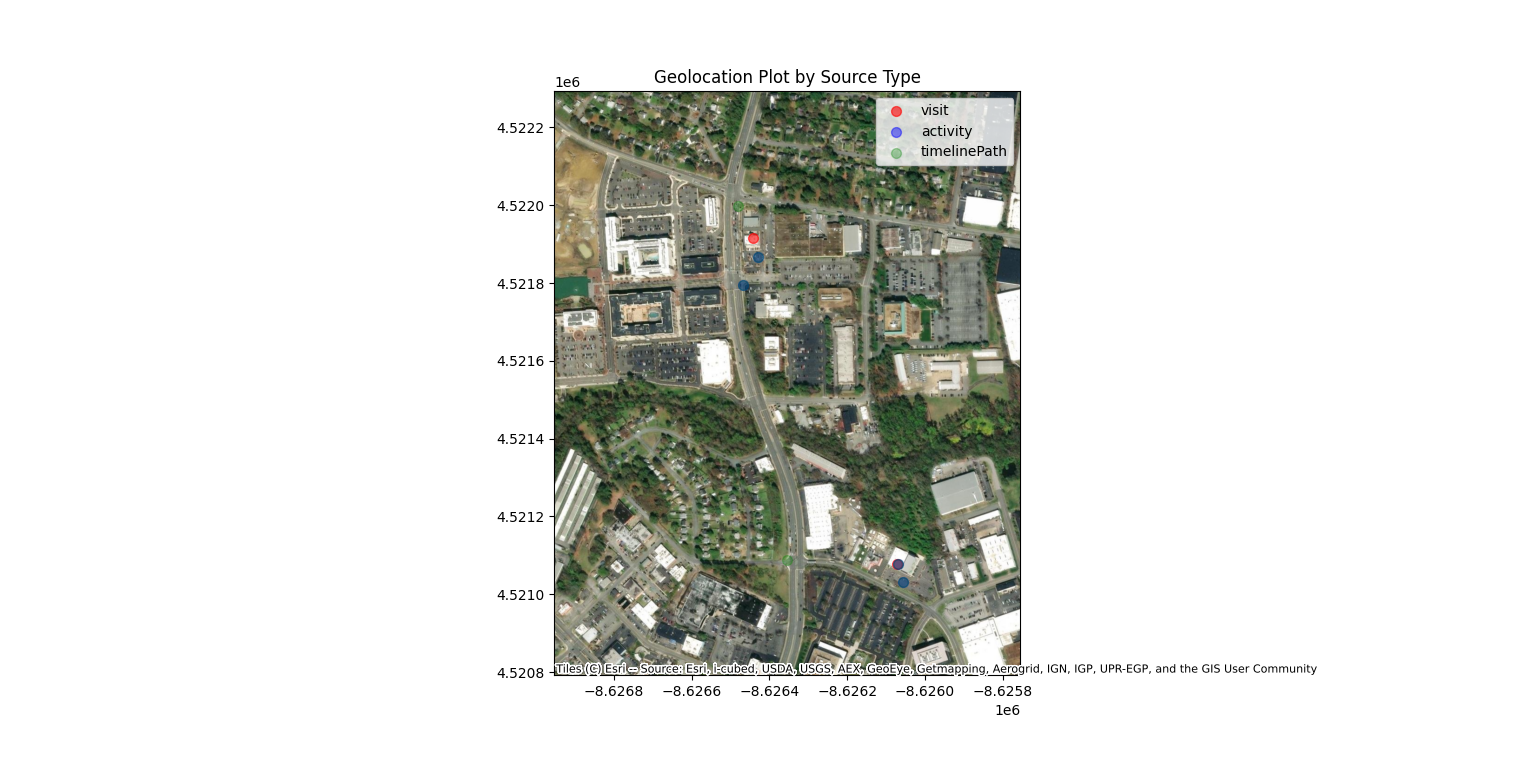 Geolocation Plot by Source Type
1e6
visit
activity
timelinePath
4.5222
4.5220
4.5218
4.5216
4.5214
4.5212
4.5210
4.5208
Tiles (C) Esri -- Source: Esri, i-cubed, USDA, USGS, AEX, GeoEye, Getmapping, Aerogrid, IGN, IGP, UPR-EGP, and the GIS User Community
−8.6268 −8.6266 −8.6264 −8.6262 −8.6260 −8.6258
1e6